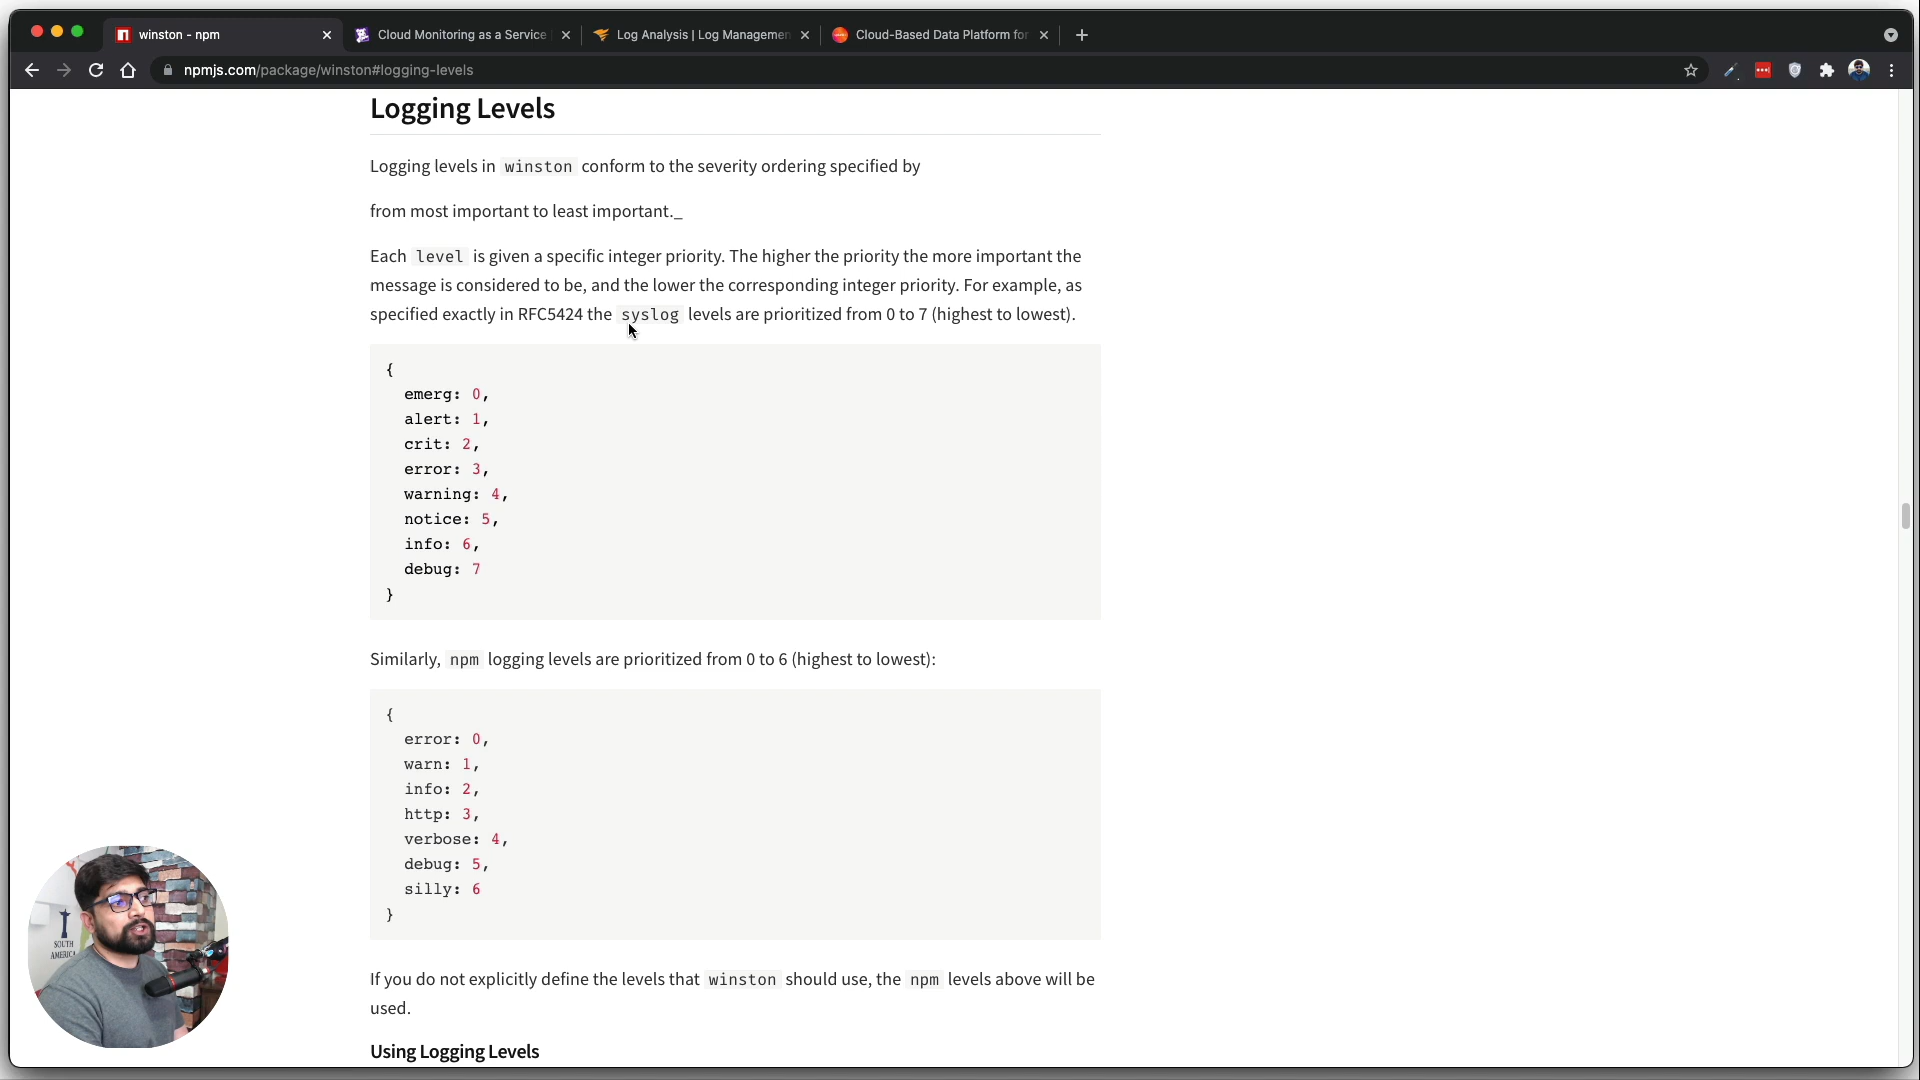 winston - npm
Cloud Monitoring as a Service
Log Analysis | Log Managemen
Cloud-Based Data Platform for
npmjs.com/package/winston#logging-levels
Logging Levels
Logging levels in winston conform to the severity ordering specified by
from most important to least important._
Each level is given a specific integer priority. The higher the priority the more important the
message is considered to be, and the lower the corresponding integer priority. For example, as
specified exactly in RFC5424 the syslog levels are prioritized from 0 to 7 (highest to lowest).
{
emerg: 0,
alert: 1,
crit: 2,
error: 3,
warning: 4,
notice: 5,
info: 6,
debug: 7
}
Similarly, npm logging levels are prioritized from 0 to 6 (highest to lowest):
{
error: 0,
warn: 1,
info: 2,
http: 3,
verbose: 4,
debug: 5,
silly: 6
}
SOUTH
AMERICA
If you do not explicitly define the levels that winston should use, the npm levels above will be
used.
Using Logging Levels